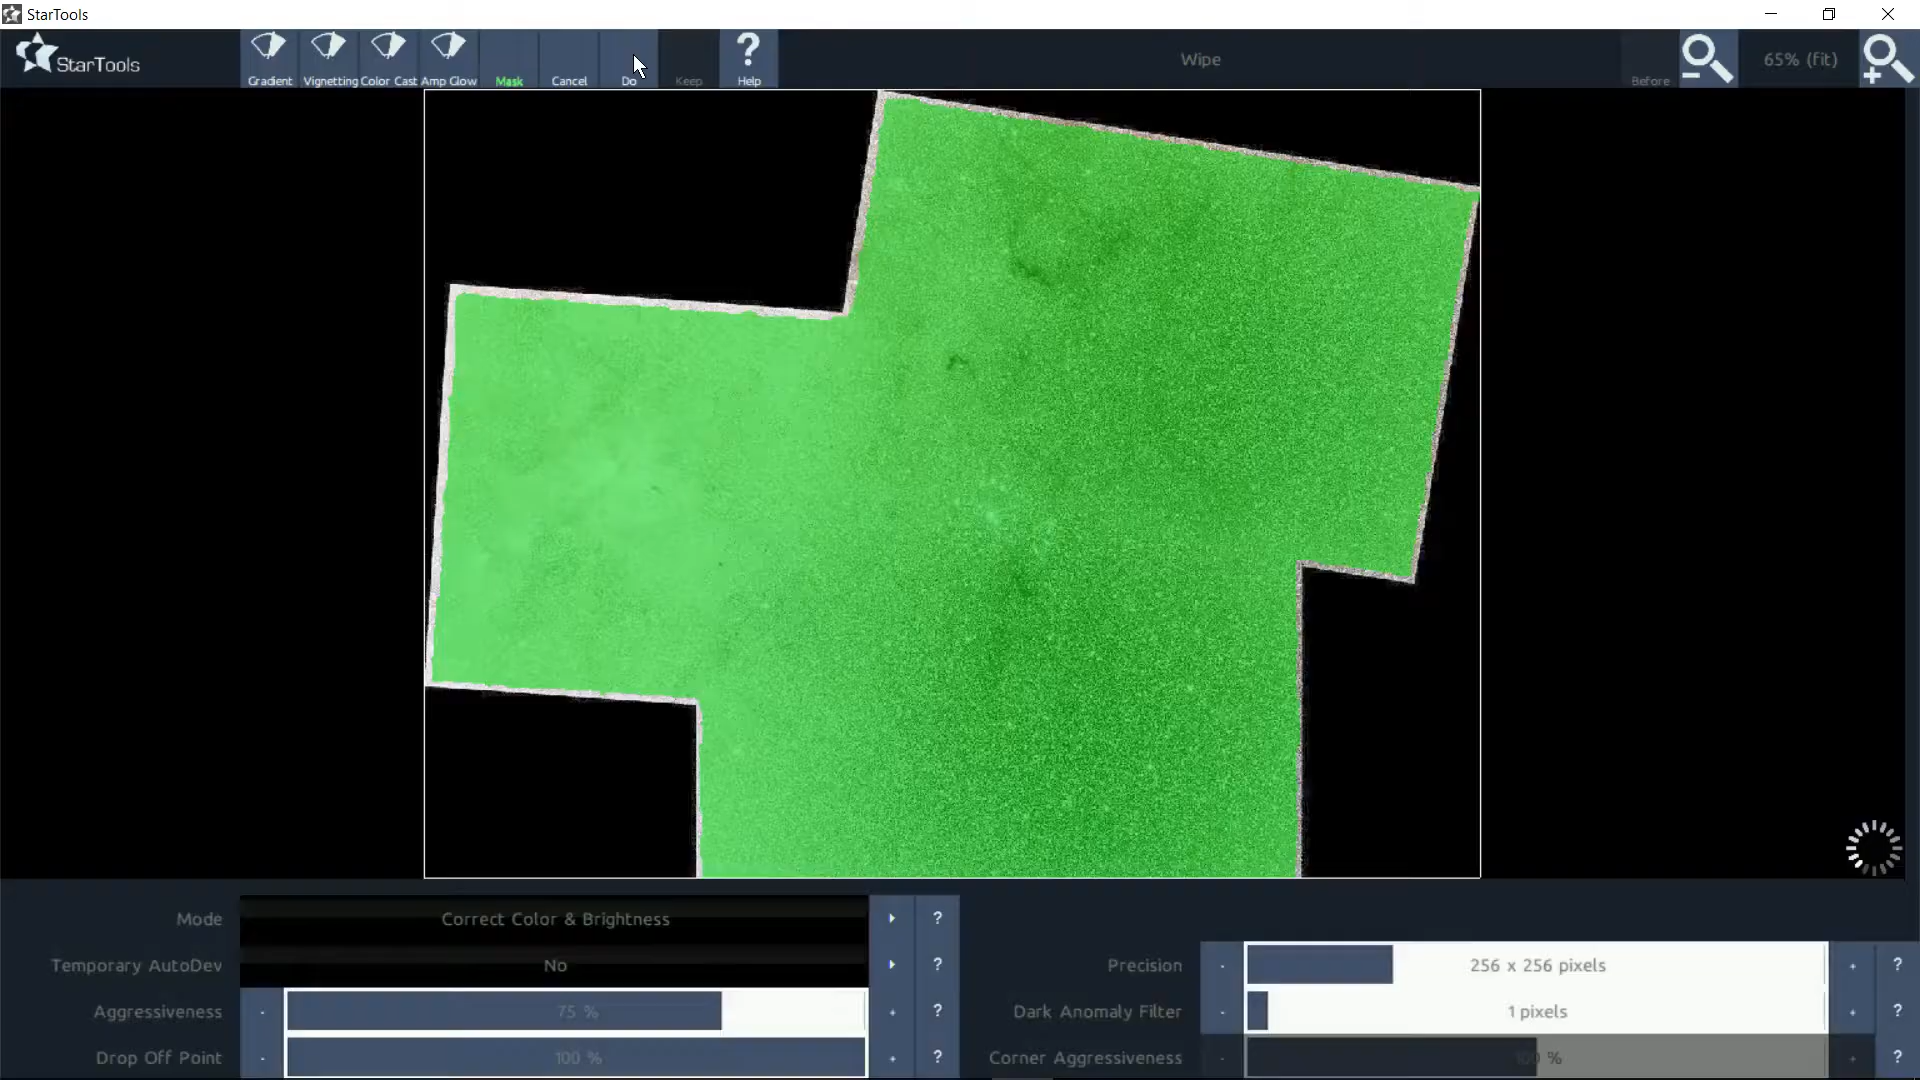 StarTools
StarTools
Gradient Vignetting Color Cast Amp Glow Mask Cancel Do Keep Help
Wipe
Before 65% (fit)
Mode Correct Color & Brightness ?
Temporary AutoDev No ?
Precision - 256 x 256 pixels + ?
Aggressiveness - 75 % + ?
Dark Anomaly Filter - 1 pixels + ?
Drop Off Point - 100 % + ?
Corner Aggressiveness - 100 % + ?